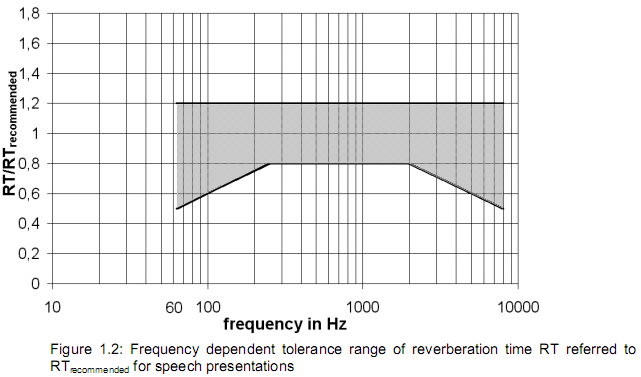 1,8
1,6
1,4
1,2
1
0,8
0,6
0,4
0,2
0
RT/RTrecommended
10 60 100 1000 10000
frequency in Hz
Figure 1.2: Frequency dependent tolerance range of reverberation time RT referred to
RTrecommended for speech presentations